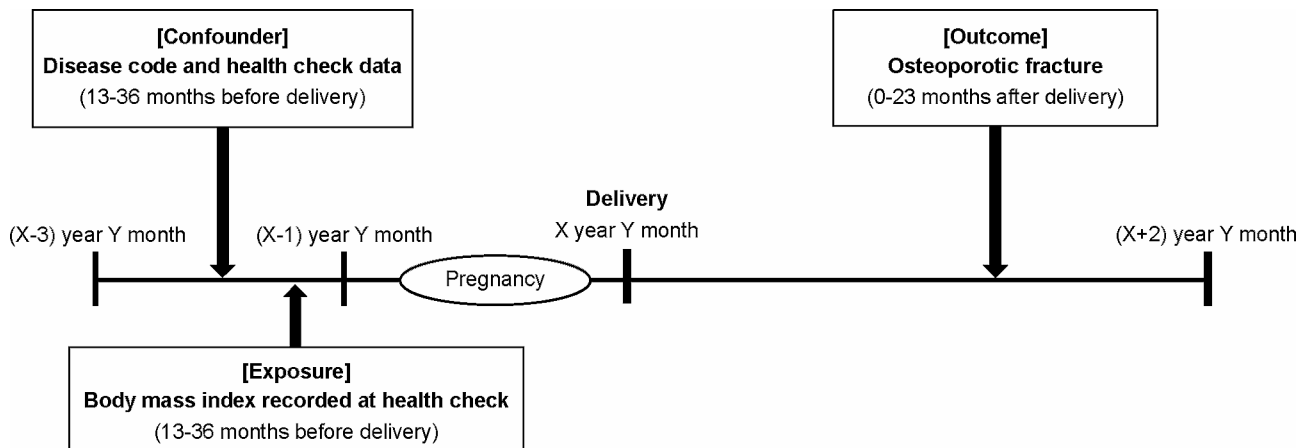 [Confounder]
Disease code and health check data
(13-36 months before delivery)
[Outcome]
Osteoporotic fracture
(0-23 months after delivery)
Delivery
(X-3) year Y month
(X-1) year Y month
X year Y month
(X+2) year Y month
Pregnancy
[Exposure]
Body mass index recorded at health check
(13-36 months before delivery)